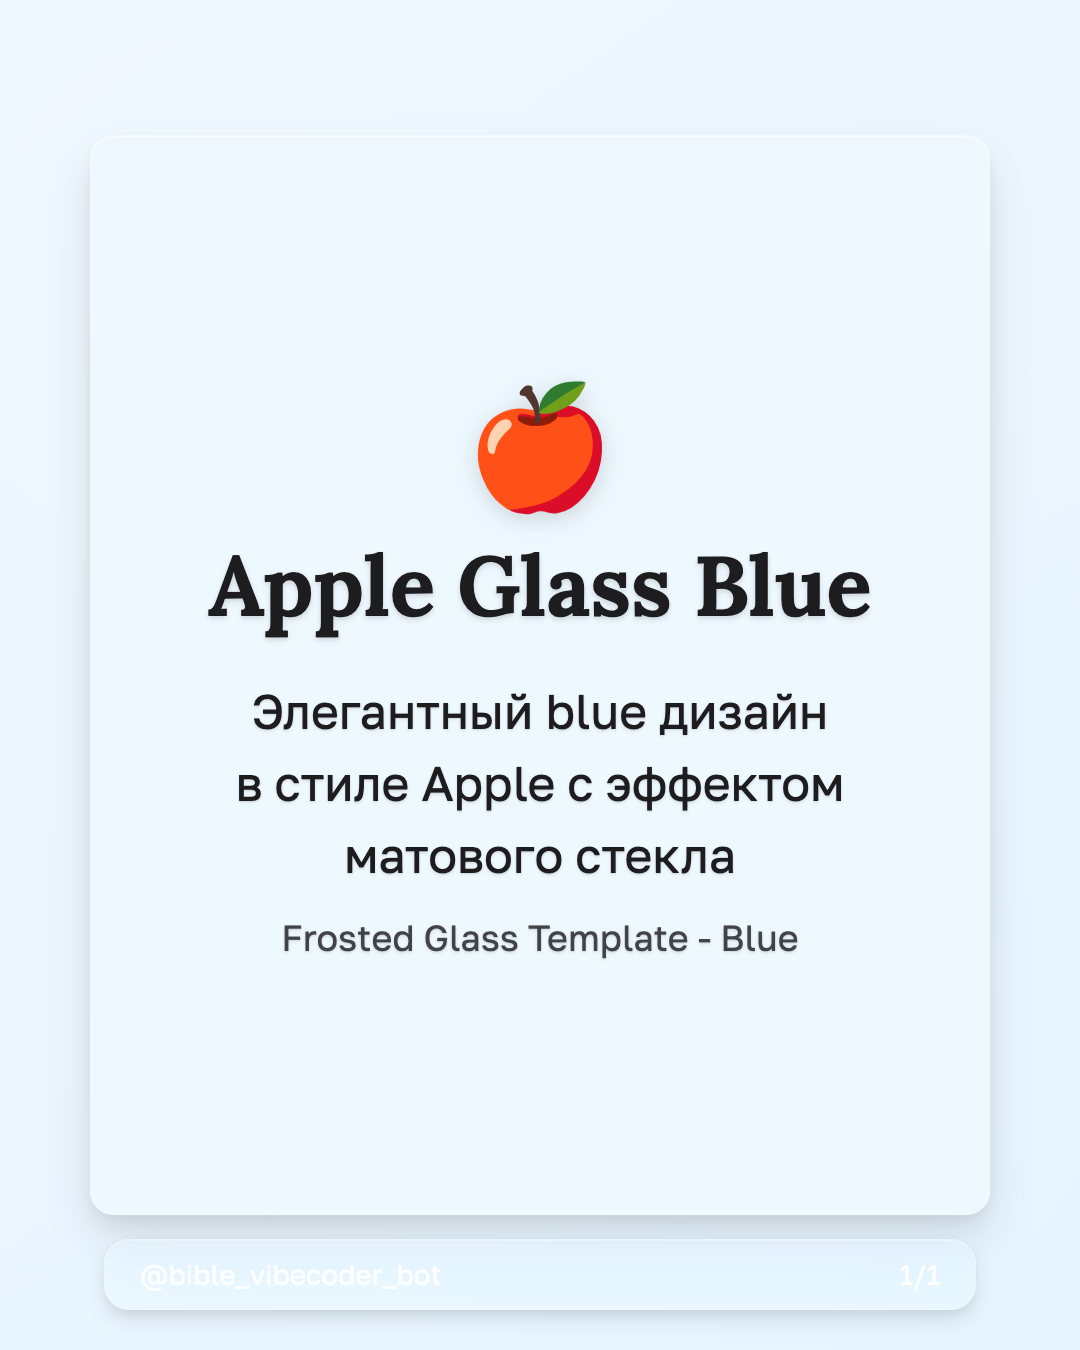 Apple Glass Blue
Элегантный blue дизайн
в стиле Apple с эффектом
матового стекла
Frosted Glass Template - Blue
@bible_vibecoder_bot
1/1